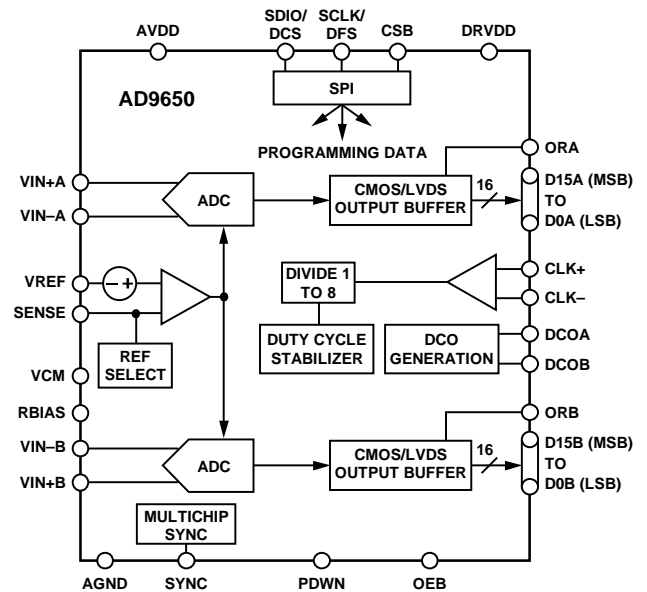 AVDD
SDIO/
DCS
SCLK/
DFS
CSB
DRVDD
AD9650
SPI
PROGRAMMING DATA
ORA
VIN+A
VIN–A
ADC
CMOS/LVDS
OUTPUT BUFFER
16
D15A (MSB)
TO
D0A (LSB)
VREF
– +
SENSE
REF
SELECT
DIVIDE 1
TO 8
CLK+
CLK–
DUTY CYCLE
STABILIZER
DCO
GENERATION
DCOA
DCOB
VCM
RBIAS
ORB
VIN–B
VIN+B
ADC
CMOS/LVDS
OUTPUT BUFFER
16
D15B (MSB)
TO
D0B (LSB)
MULTICHIP
SYNC
AGND
SYNC
PDWN
OEB